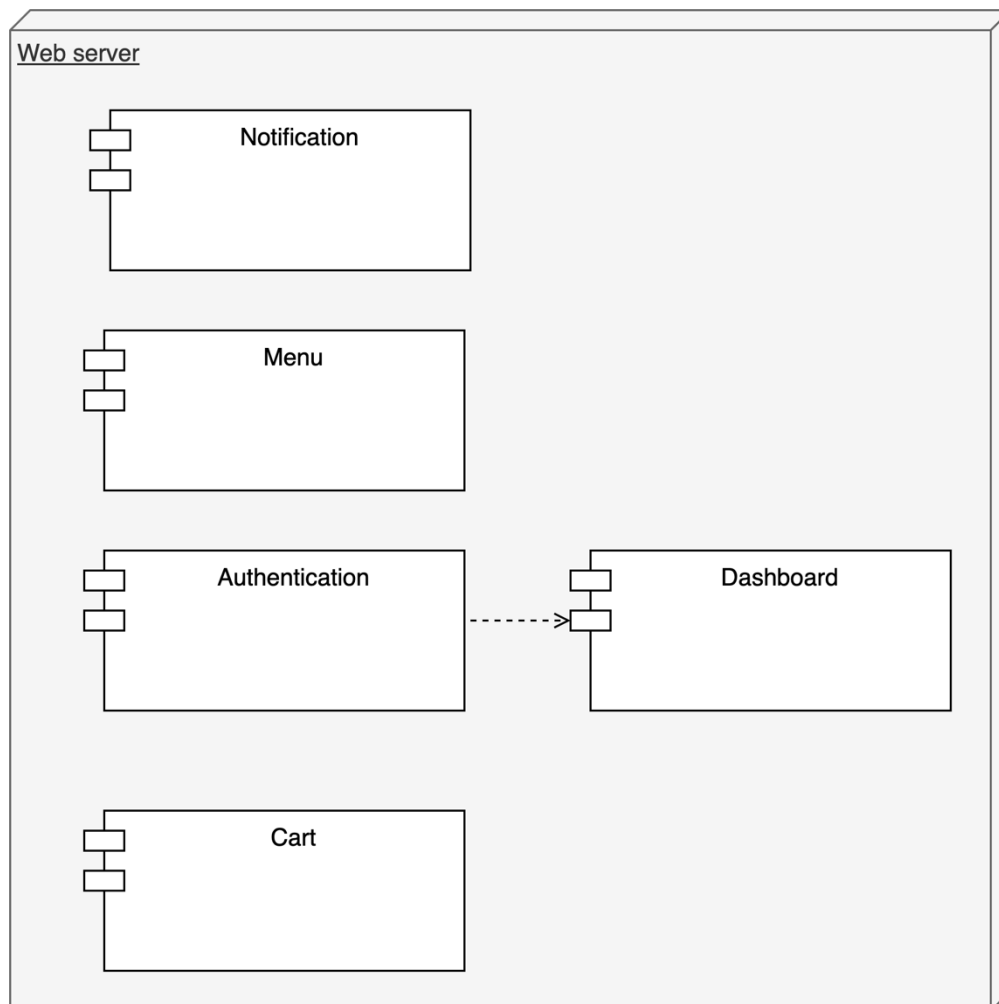 Web server
Notification
Menu
Authentication
Dashboard
Cart